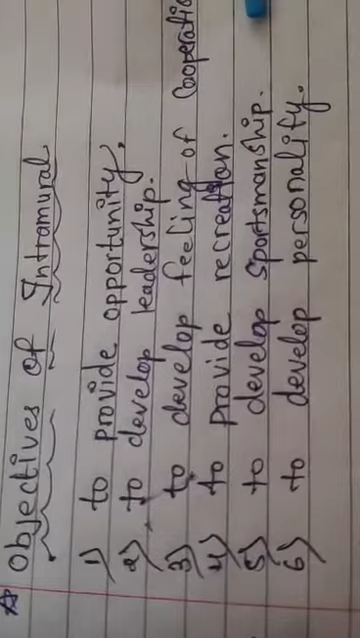 Objectives of Intramural
1) to provide opportunity.
2) to develop leadership.
3) to develop feeling of Cooperatio
4) to provide recreation.
5) to develop Sportsmanship.
6) to develop personality.